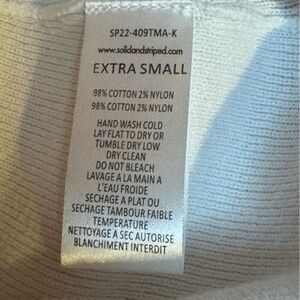 SP22-409TMA-K
www.solidandstriped.com
EXTRA SMALL
98% COTTON 2% NYLON
98% COTTON 2% NYLON
HAND WASH COLD
LAY FLAT TO DRY OR
TUMBLE DRY LOW
DRY CLEAN
DO NOT BLEACH
LAVAGE A LA MAIN A
L'EAU FROIDE
SECHAGE A PLAT OU
SECHAGE TAMBOUR FAIBLE
TEMPERATURE
NETTOYAGE A SEC AUTORISE
BLANCHIMENT INTERDIT